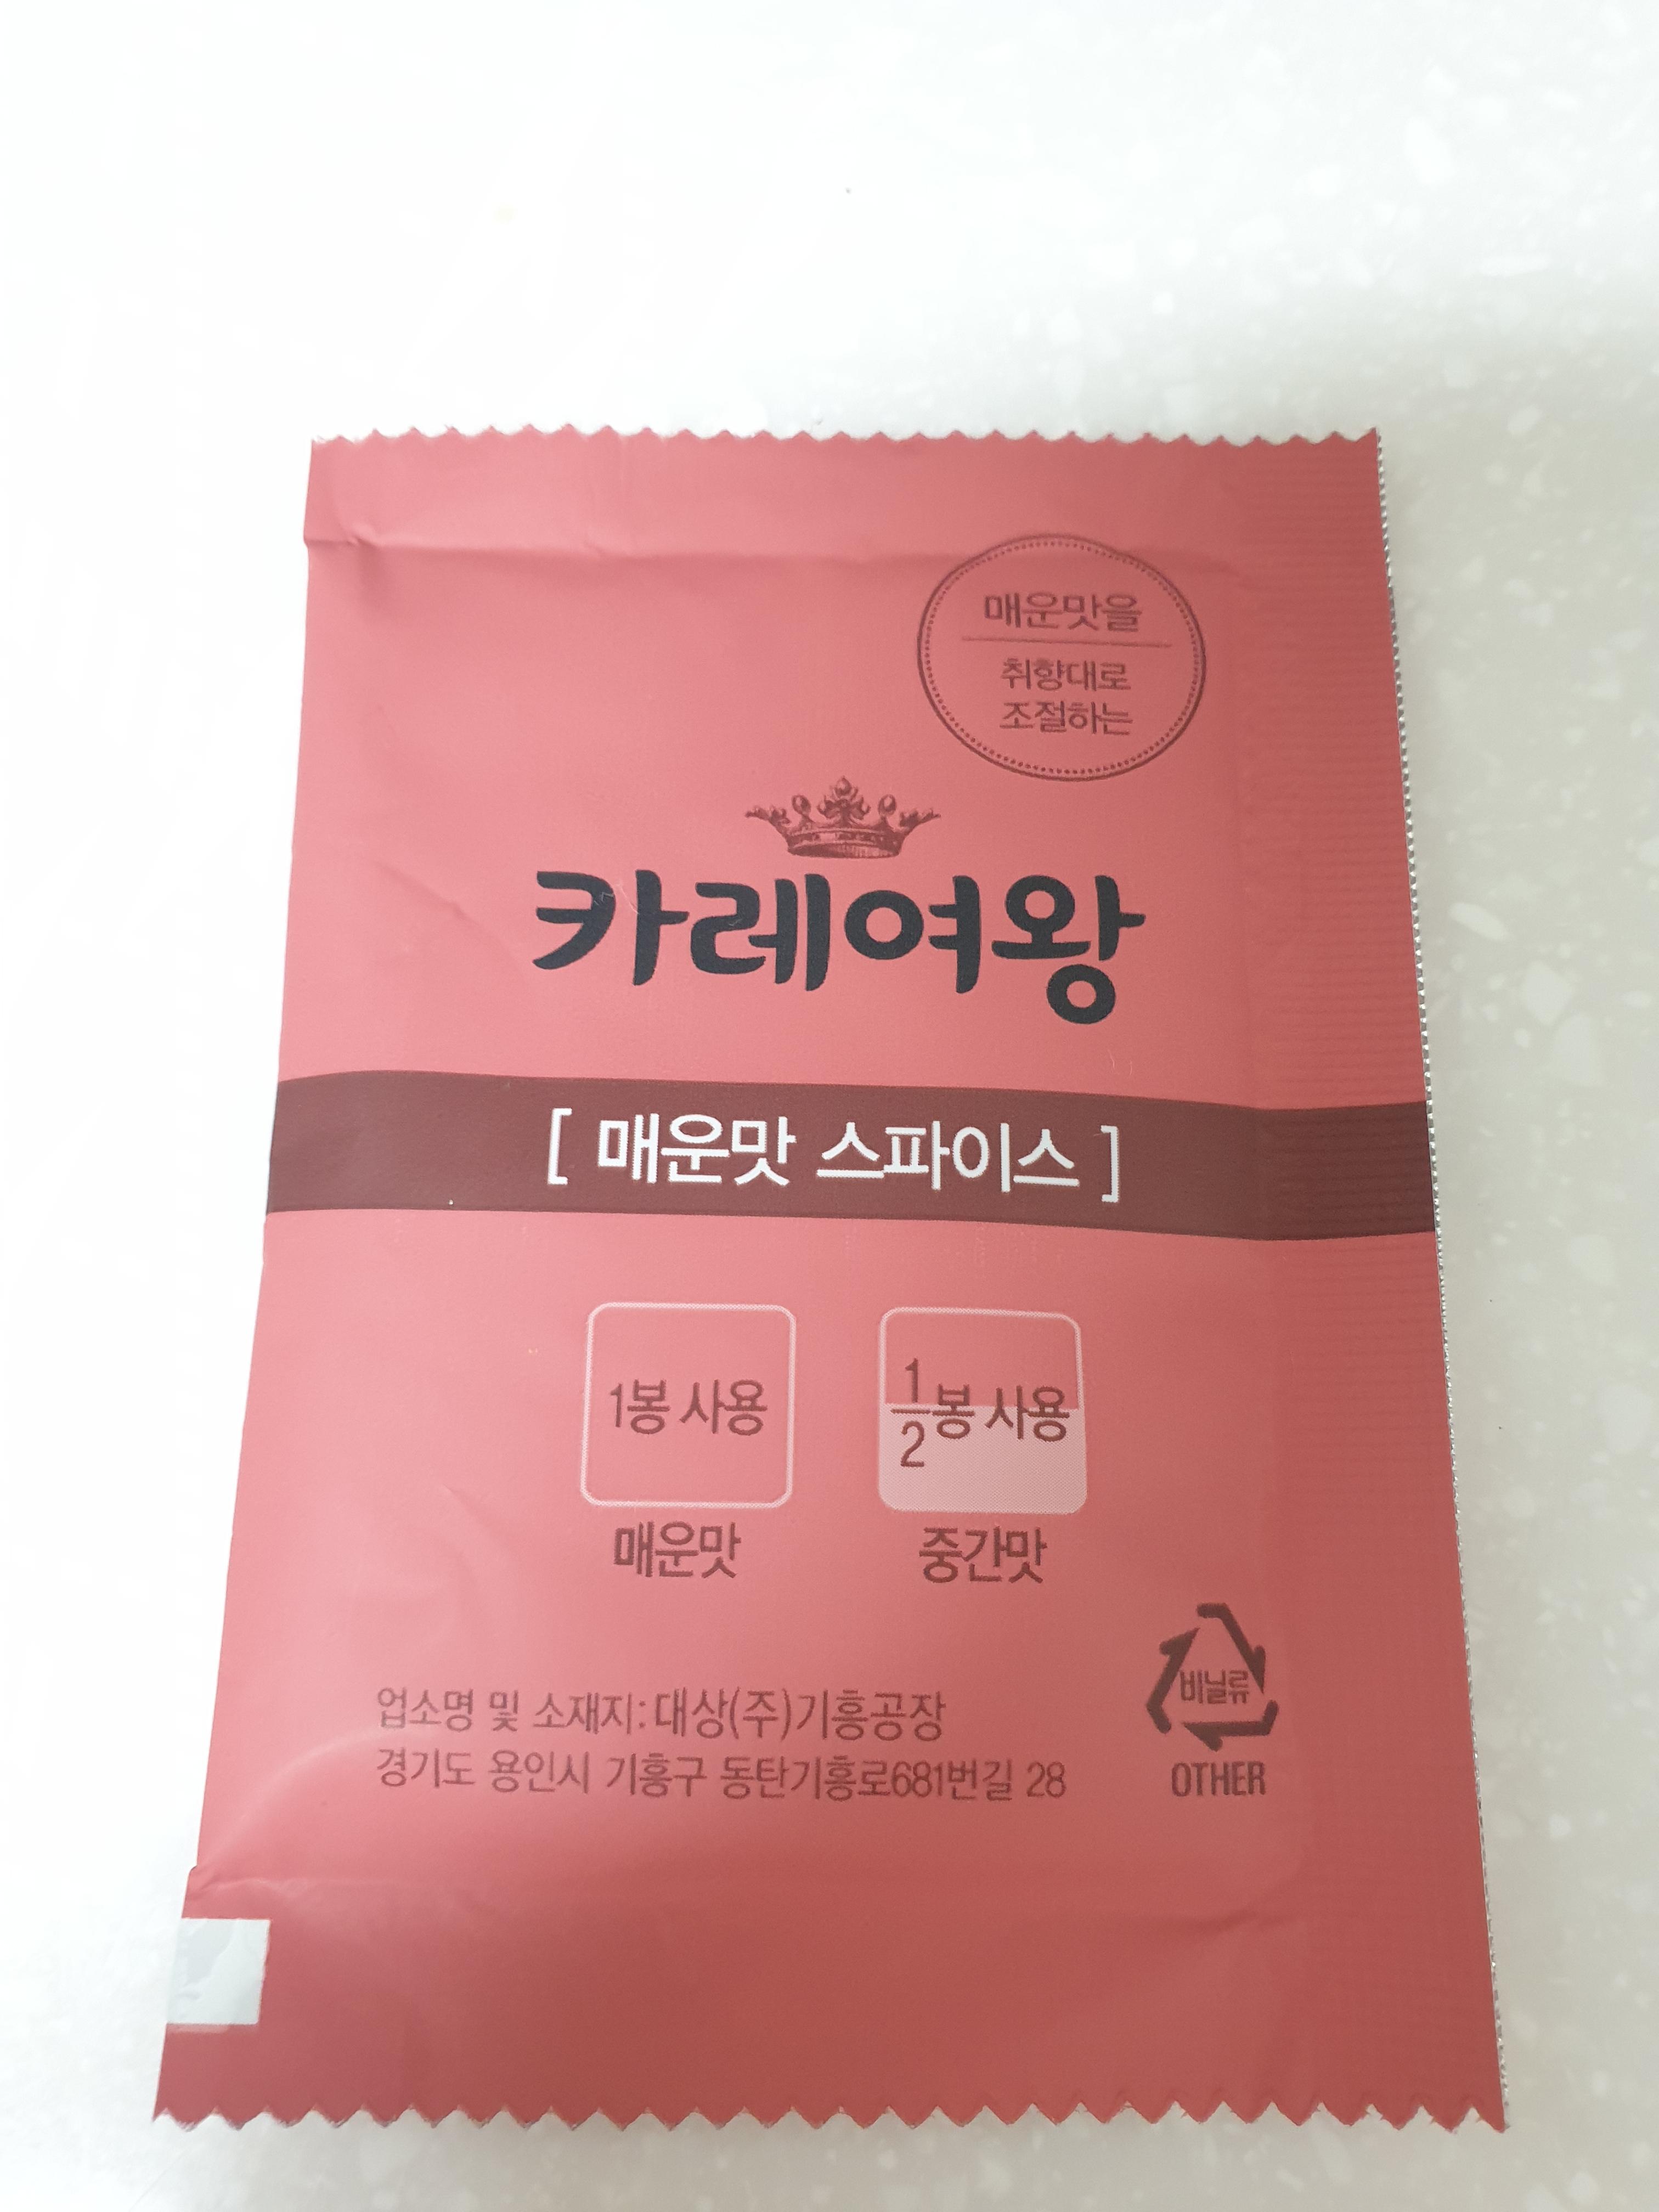 매운맛을
취향대로
조절하는
카레여왕
[ 매운맛 스파이스 ]
1봉 사용
1/2봉 사용
매운맛
중간맛
업소명 및 소재지:대상(주)기흥공장
경기도 용인시 기흥구 동탄기흥로681번길 28
비닐류
OTHER